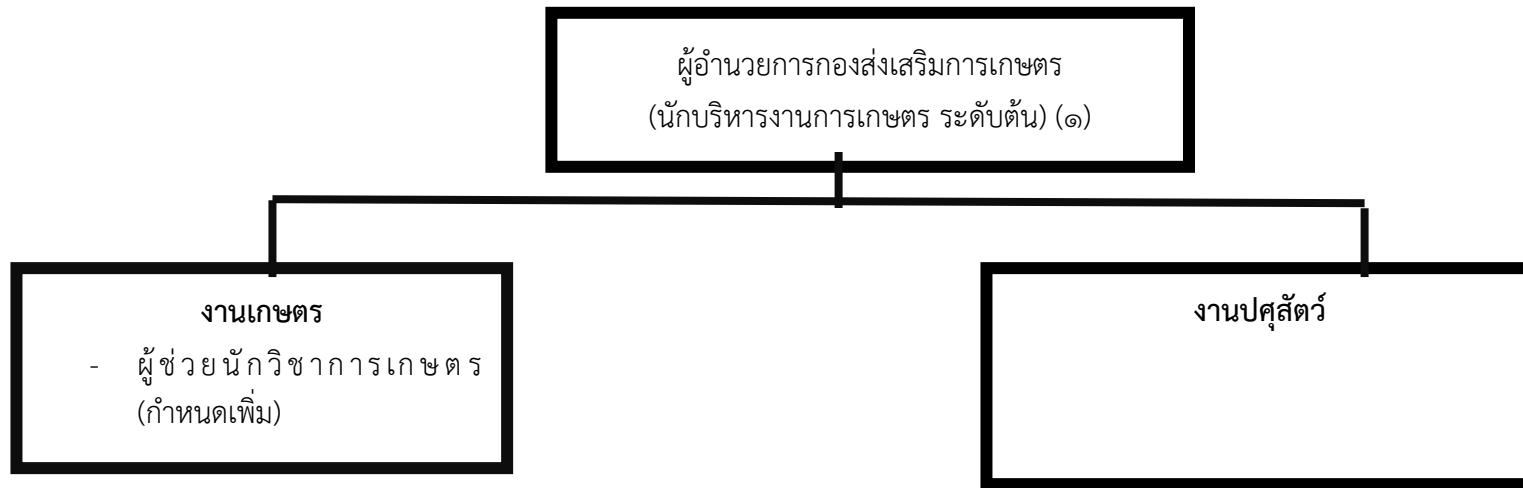 ผู้อำนวยการกองส่งเสริมการเกษตร
(นักบริหารงานการเกษตร ระดับต้น) (๑)
งานเกษตร
- ผู้ช่วยนักวิชาการเกษตร
(กำหนดเพิ่ม)
งานปศุสัตว์